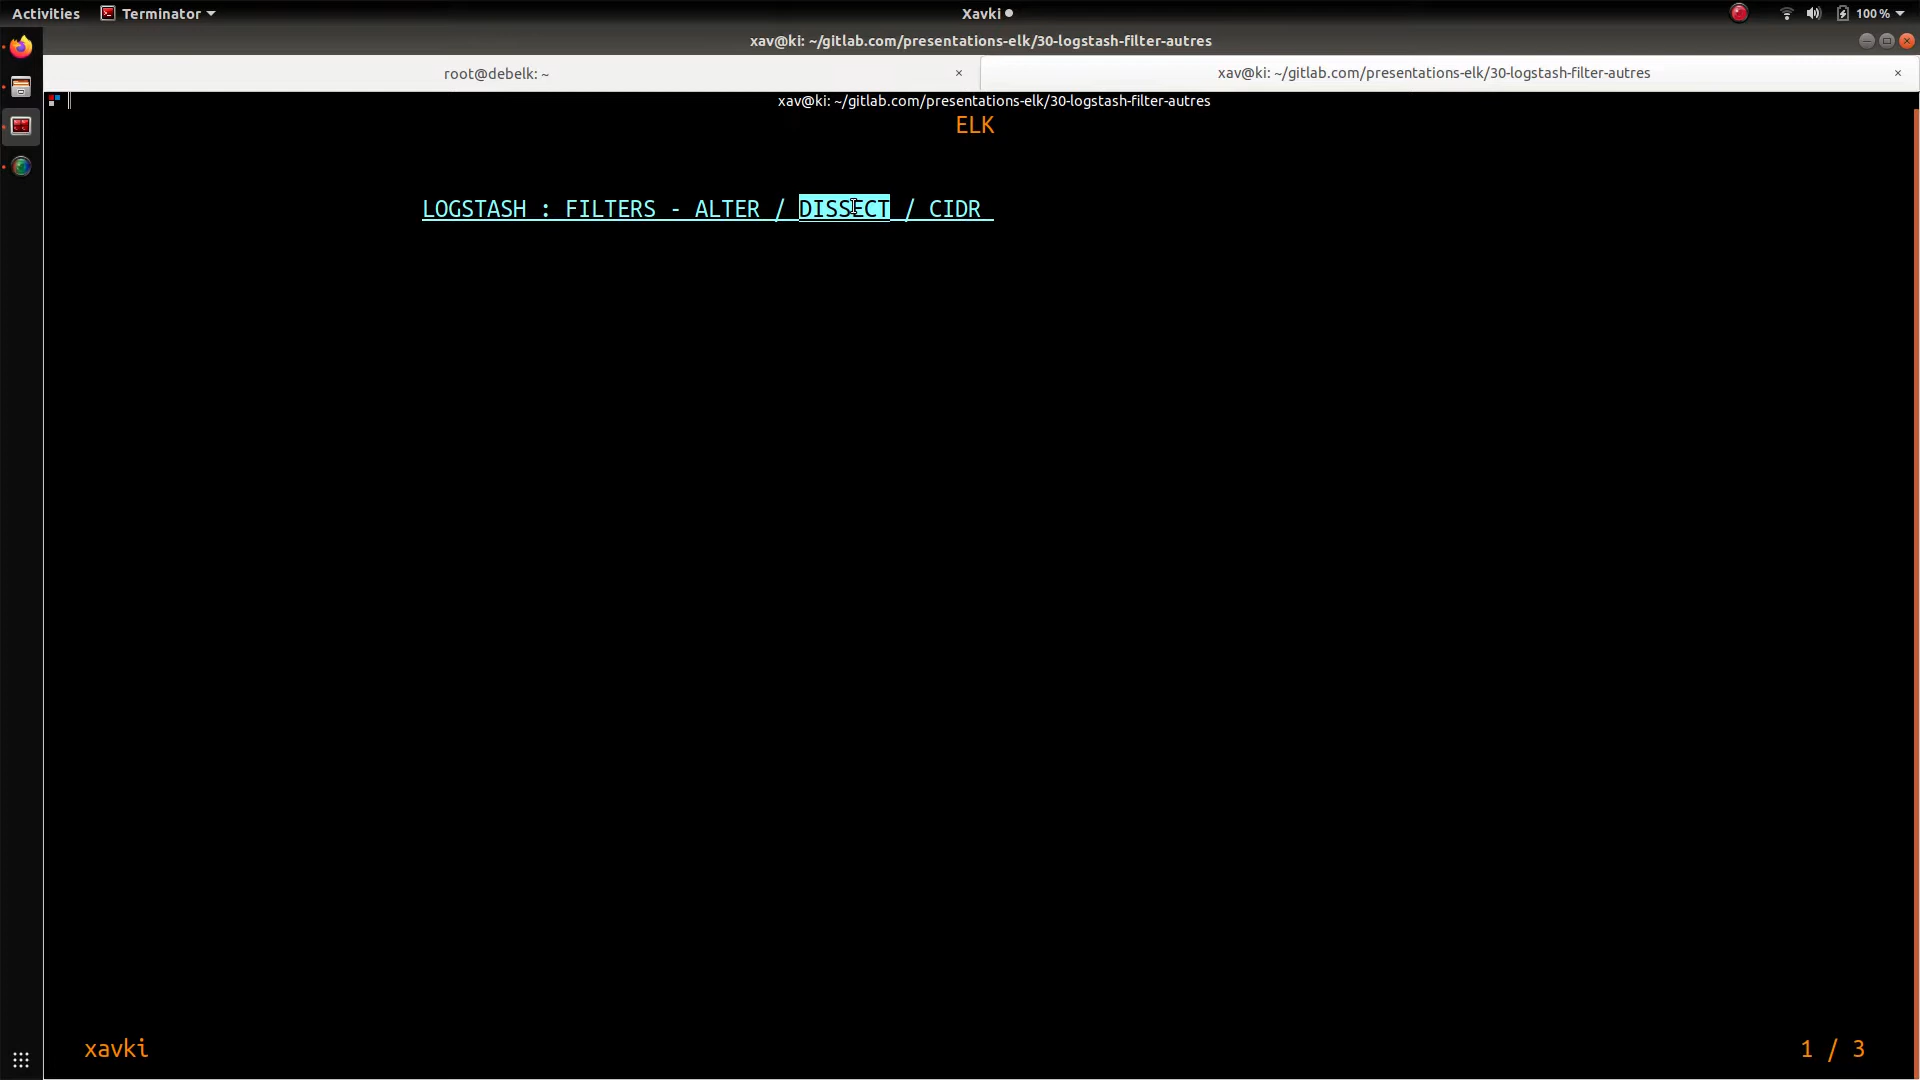 Activities
Terminator
Xavki
100 %
xav@ki: ~/gitlab.com/presentations-elk/30-logstash-filter-autres
root@debelk: ~
×
xav@ki: ~/gitlab.com/presentations-elk/30-logstash-filter-autres
×
xav@ki: ~/gitlab.com/presentations-elk/30-logstash-filter-autres
ELK
LOGSTASH : FILTERS - ALTER / DISSECT / CIDR
xavki
1 / 3